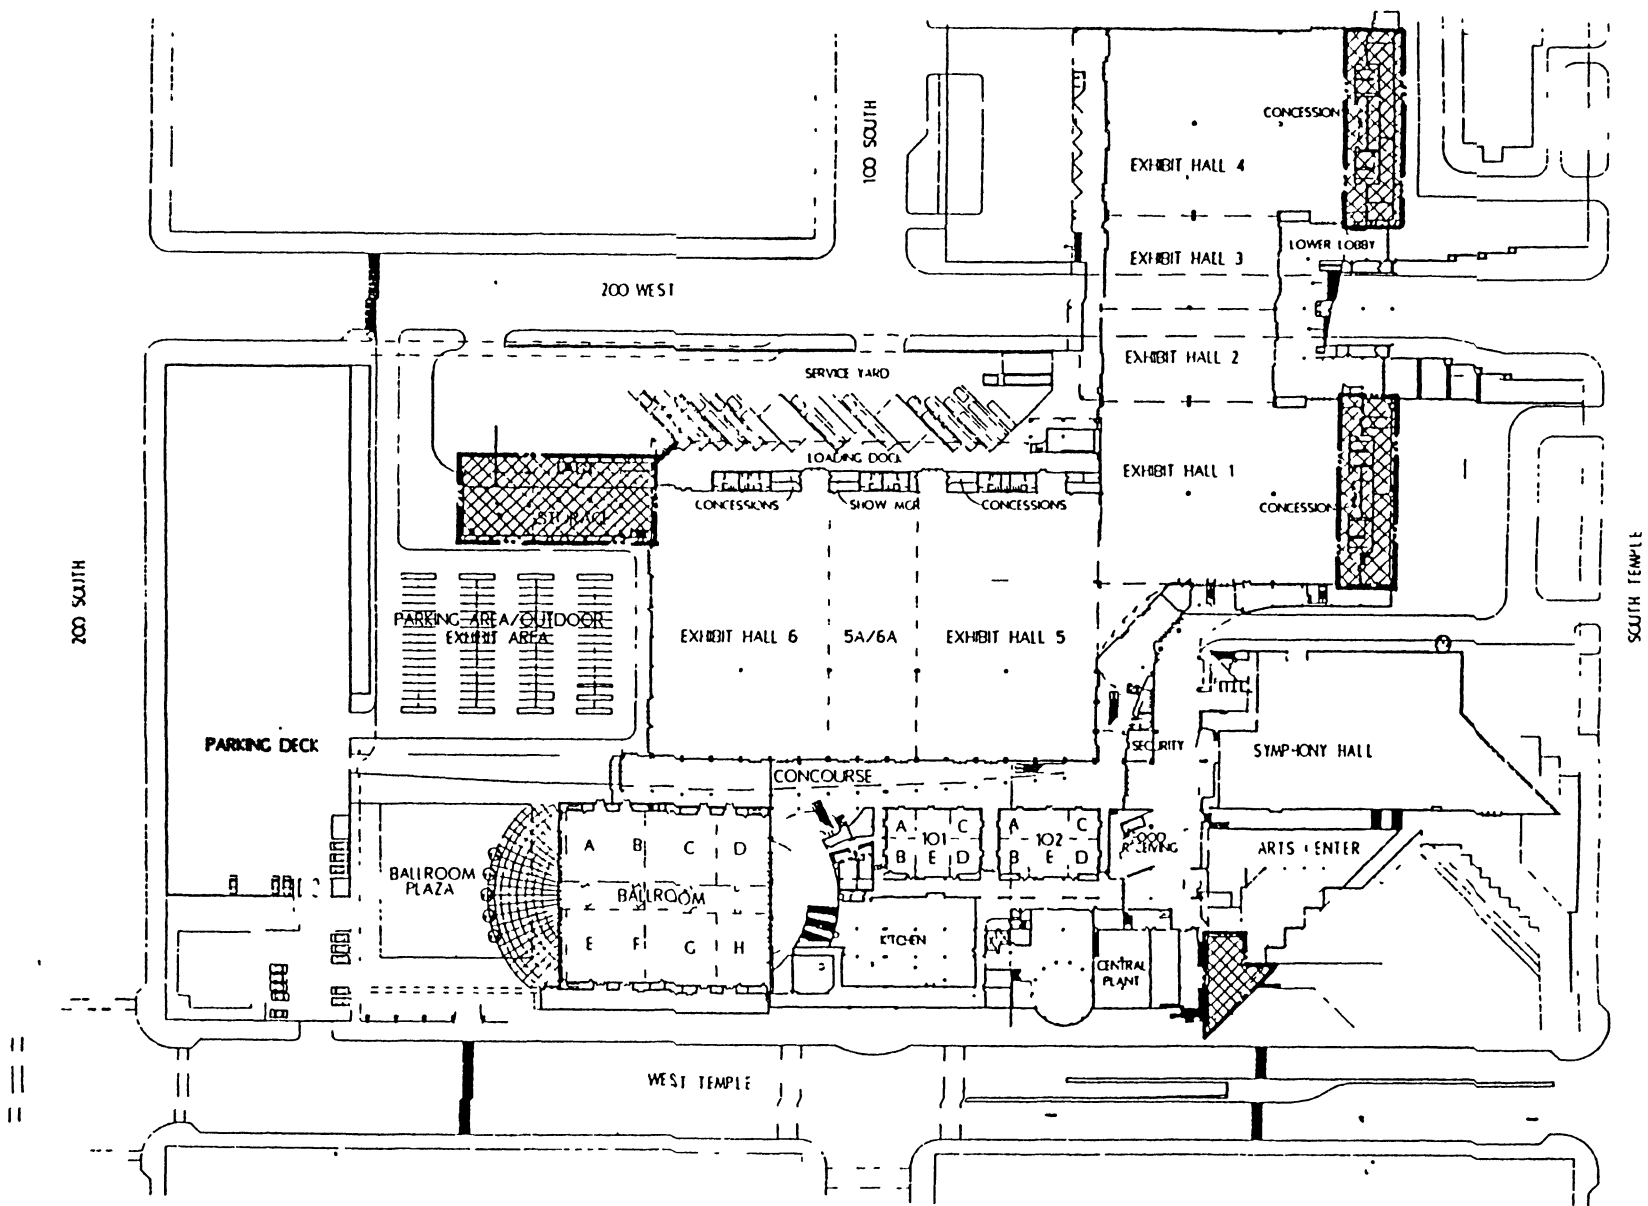 100 SOUTH
CONCESSION
EXHIBIT HALL 4
LOWER LOBBY
EXHIBIT HALL 3
200 WEST
EXHIBIT HALL 2
SERVICE YARD
LOADING DOCK
EXHIBIT HALL 1
CONCESSIONS
SHOW MGR
CONCESSIONS
CONCESSION
STORAGE
200 SOUTH
SOUTH TEMPLE
PARKING AREA/OUTDOOR
EXHIBIT AREA
EXHIBIT HALL 6
5A/6A
EXHIBIT HALL 5
PARKING DECK
SECURITY
SYMPHONY HALL
CONCOURSE
A
C
101
B
E
D
A
C
102
B
E
D
FOOD
RECEIVING
ARTS CENTER
A
B
C
D
BALLROOM
PLAZA
BALLROOM
E
F
G
H
KITCHEN
CENTRAL
PLANT
WEST TEMPLE